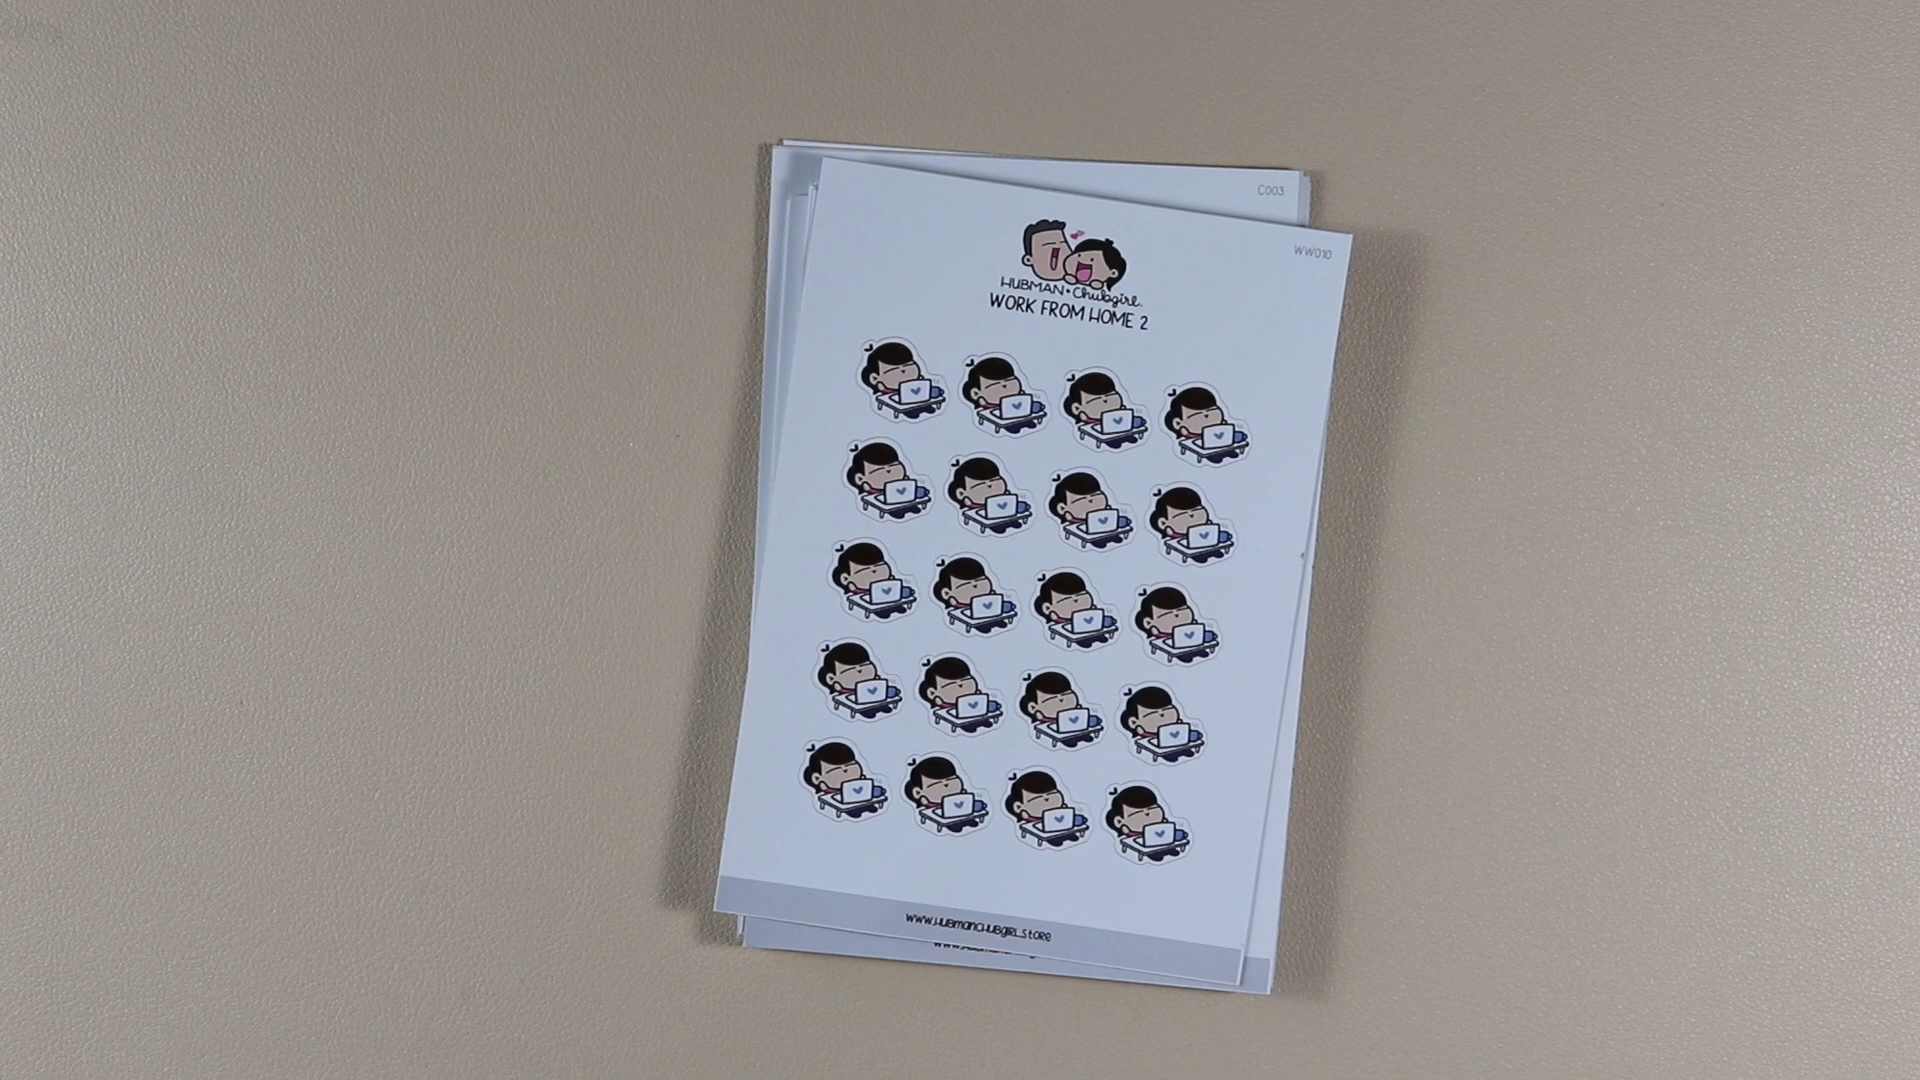 C003
WW010
HUBMAN • Chubgirl.
WORK FROM HOME 2
www.HUBmanCHUBgIRL.STORE